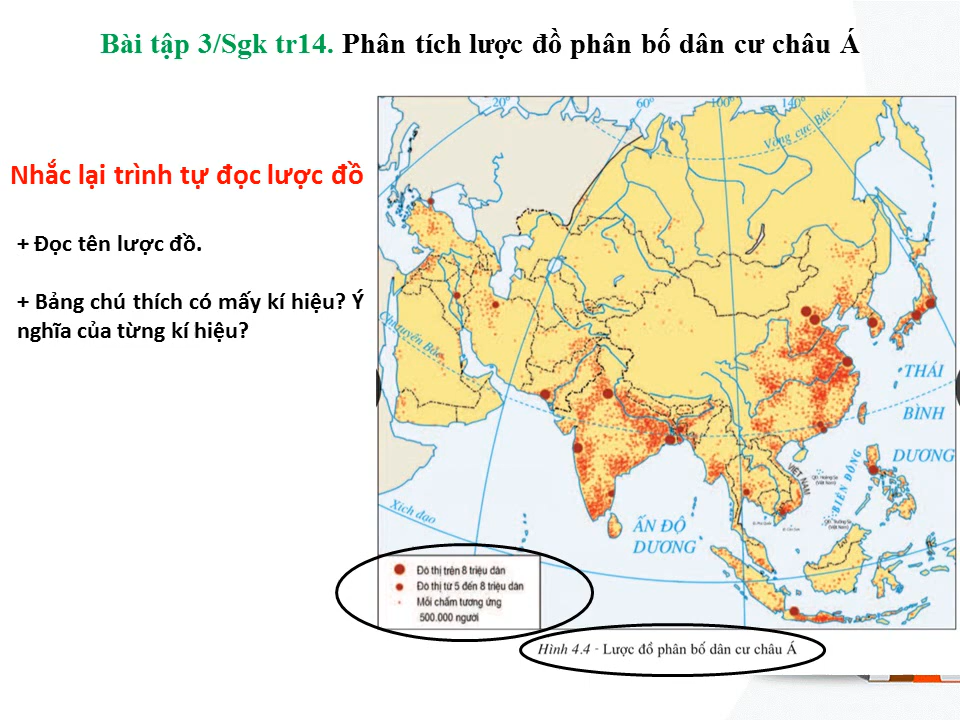 Bài tập 3/Sgk tr14. Phân tích lược đồ phân bố dân cư châu Á
Nhắc lại trình tự đọc lược đồ
+ Đọc tên lược đồ.
+ Bảng chú thích có mấy kí hiệu? Ý
nghĩa của từng kí hiệu?
20°
60°
100°
140°
Vòng cực Bắc
Chí tuyến Bắc
THÁI
BÌNH
DƯƠNG
VIỆT NAM
BIỂN ĐÔNG
Xích đạo
ẤN ĐỘ
DƯƠNG
Đô thị trên 8 triệu dân
Đô thị từ 5 đến 8 triệu dân
Mỗi chấm tương ứng
500.000 người
Hình 4.4 - Lược đồ phân bố dân cư châu Á